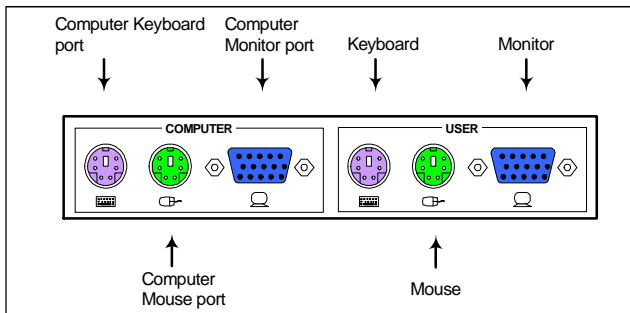 Computer Keyboard
port
Computer
Monitor port
Keyboard
Monitor
COMPUTER
USER
Computer
Mouse port
Mouse